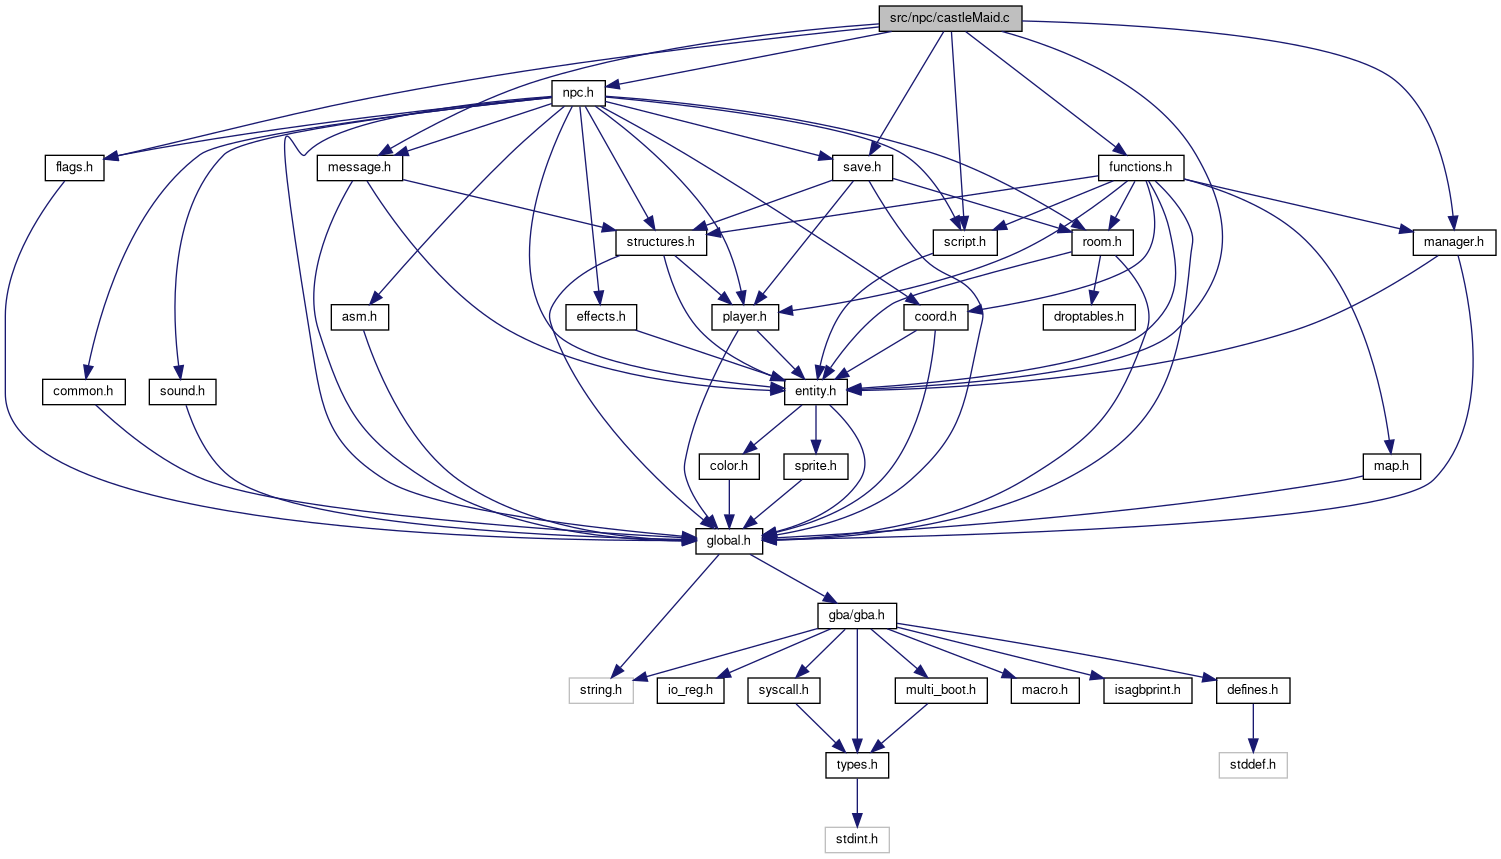 src/npc/castleMaid.c
npc.h
flags.h
message.h
save.h
functions.h
structures.h
script.h
room.h
manager.h
asm.h
effects.h
player.h
coord.h
droptables.h
common.h
sound.h
entity.h
color.h
sprite.h
map.h
global.h
gba/gba.h
string.h
io_reg.h
syscall.h
multi_boot.h
macro.h
isagbprint.h
defines.h
types.h
stddef.h
stdint.h